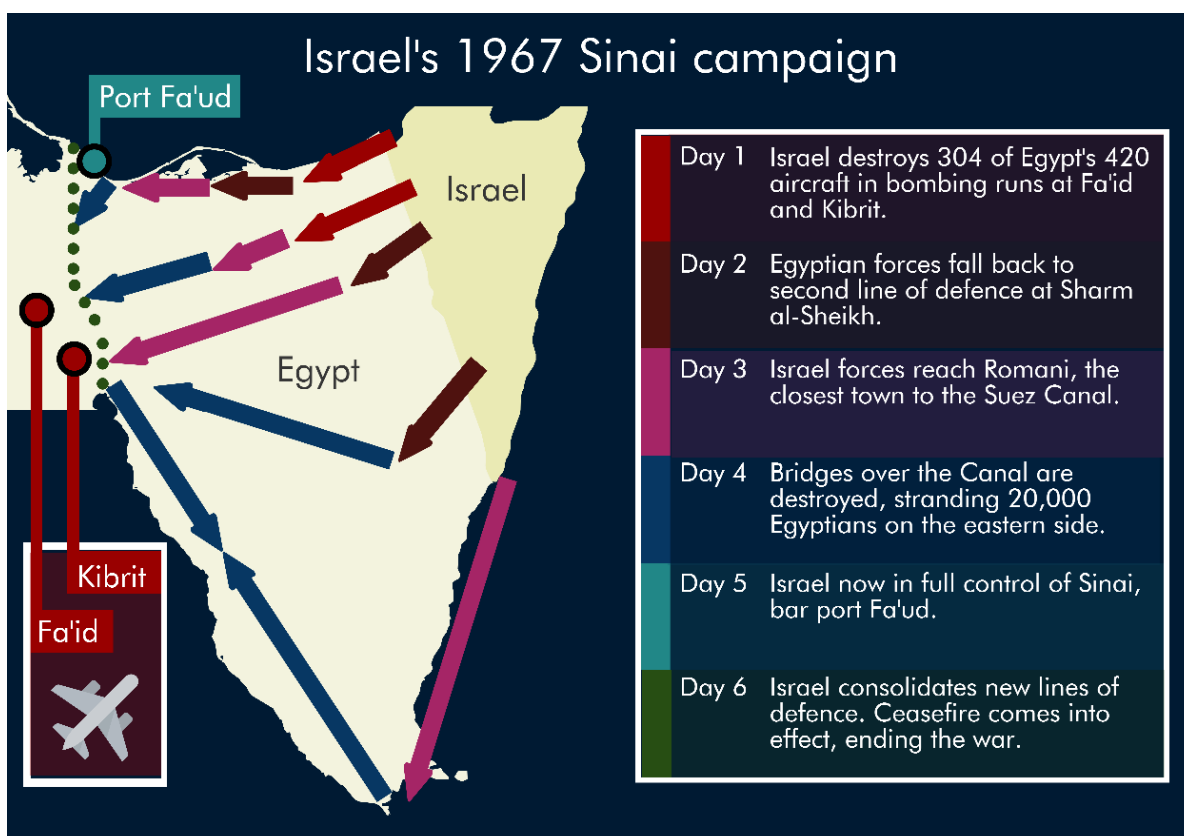 Israel's 1967 Sinai campaign
Port Fa'ud
Israel
Egypt
Kibrit
Fa'id
Day 1 Israel destroys 304 of Egypt's 420
aircraft in bombing runs at Fa'id
and Kibrit.
Day 2 Egyptian forces fall back to
second line of defence at Sharm
al-Sheikh.
Day 3 Israel forces reach Romani, the
closest town to the Suez Canal.
Day 4 Bridges over the Canal are
destroyed, stranding 20,000
Egyptians on the eastern side.
Day 5 Israel now in full control of Sinai,
bar port Fa'ud.
Day 6 Israel consolidates new lines of
defence. Ceasefire comes into
effect, ending the war.